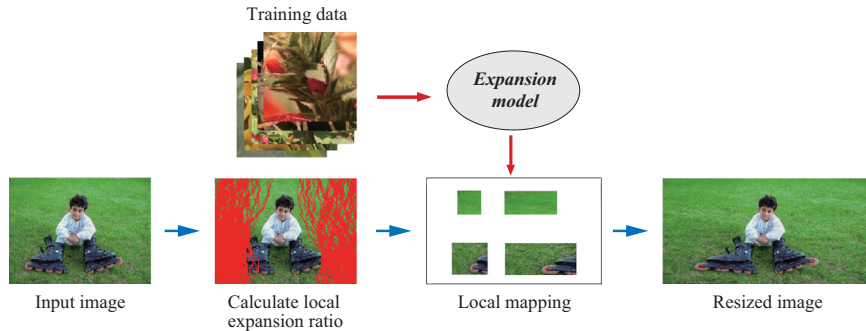 Training data
Expansion
model
Input image
Calculate local
expansion ratio
Local mapping
Resized image